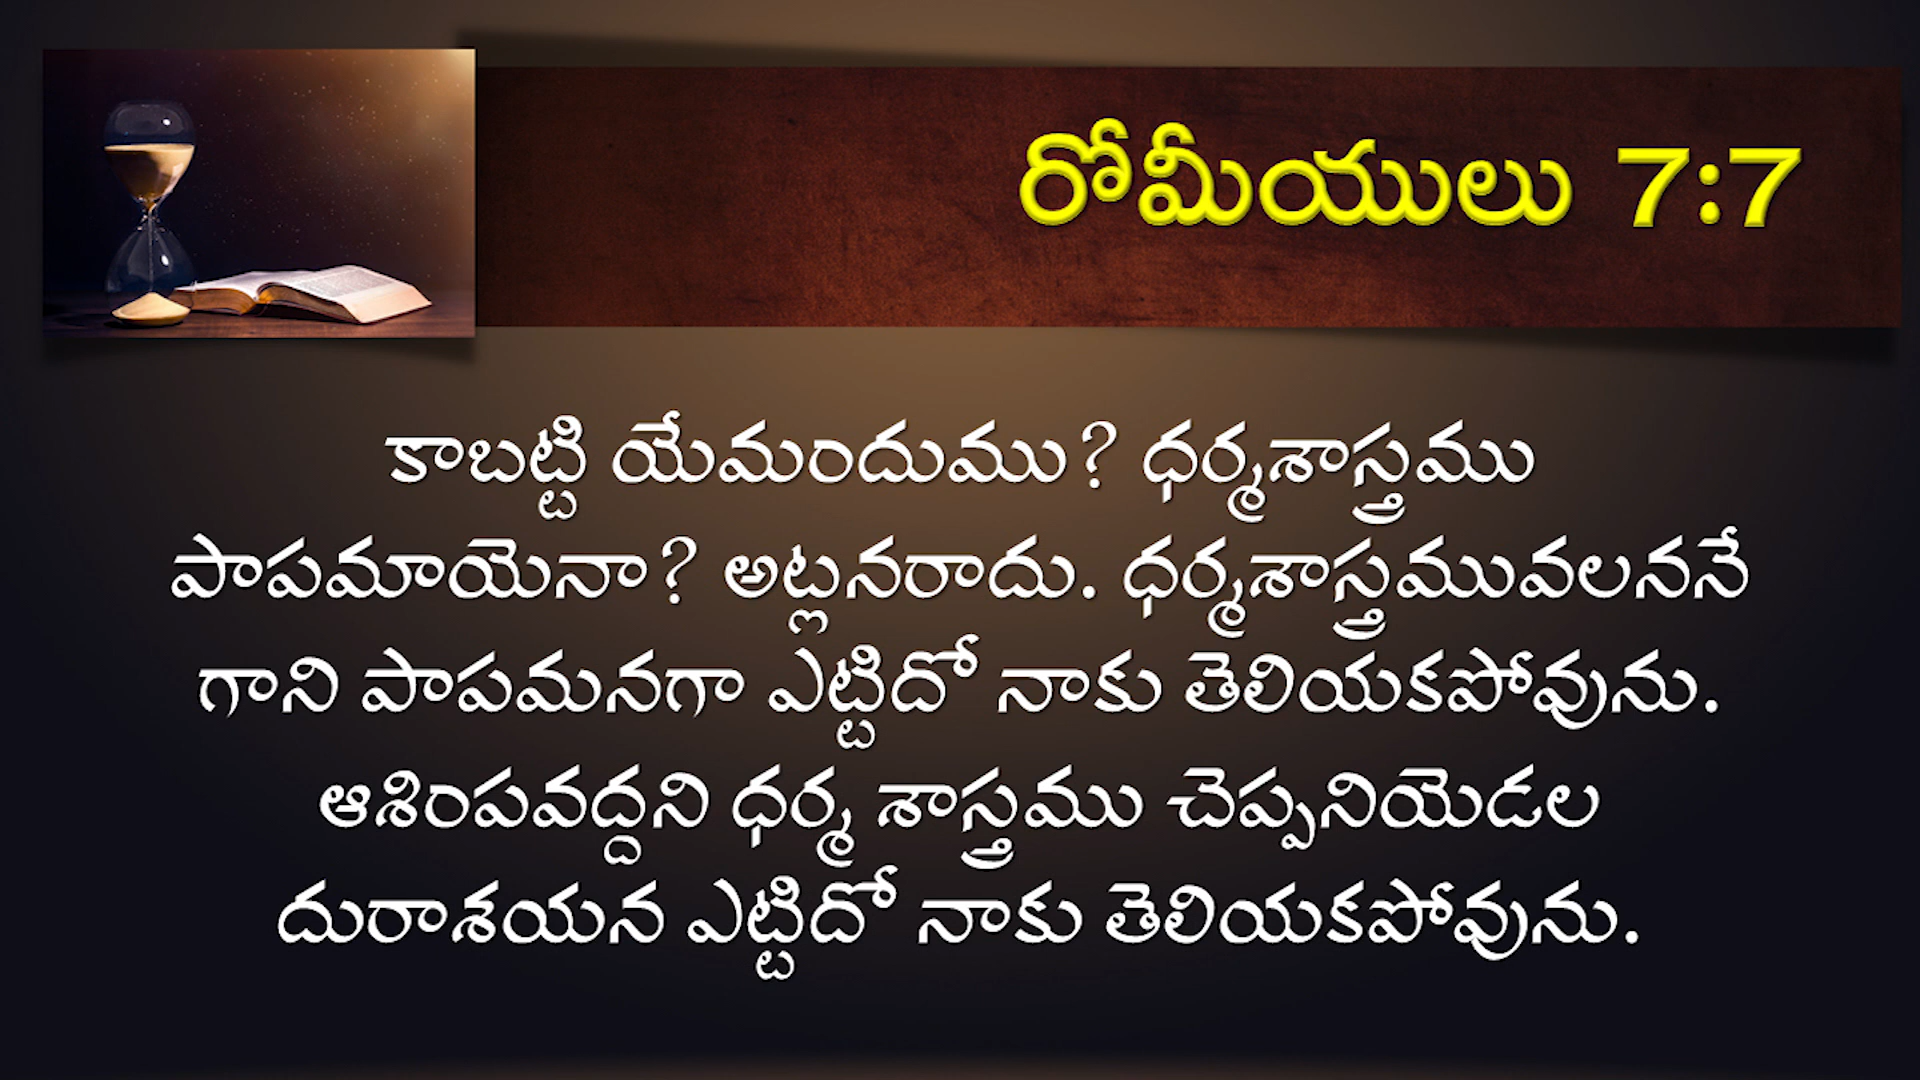 రోమీయులు 7:7
కాబట్టి యేమందుము? ధర్మశాస్త్రము
పాపమాయెనా? అట్లనరాదు. ధర్మశాస్త్రమువలననే
గాని పాపమనగా ఎట్టిదో నాకు తెలియకపోవును.
ఆశింపవద్దని ధర్మ శాస్త్రము చెప్పనియెడల
దురాశయన ఎట్టిదో నాకు తెలియకపోవును.